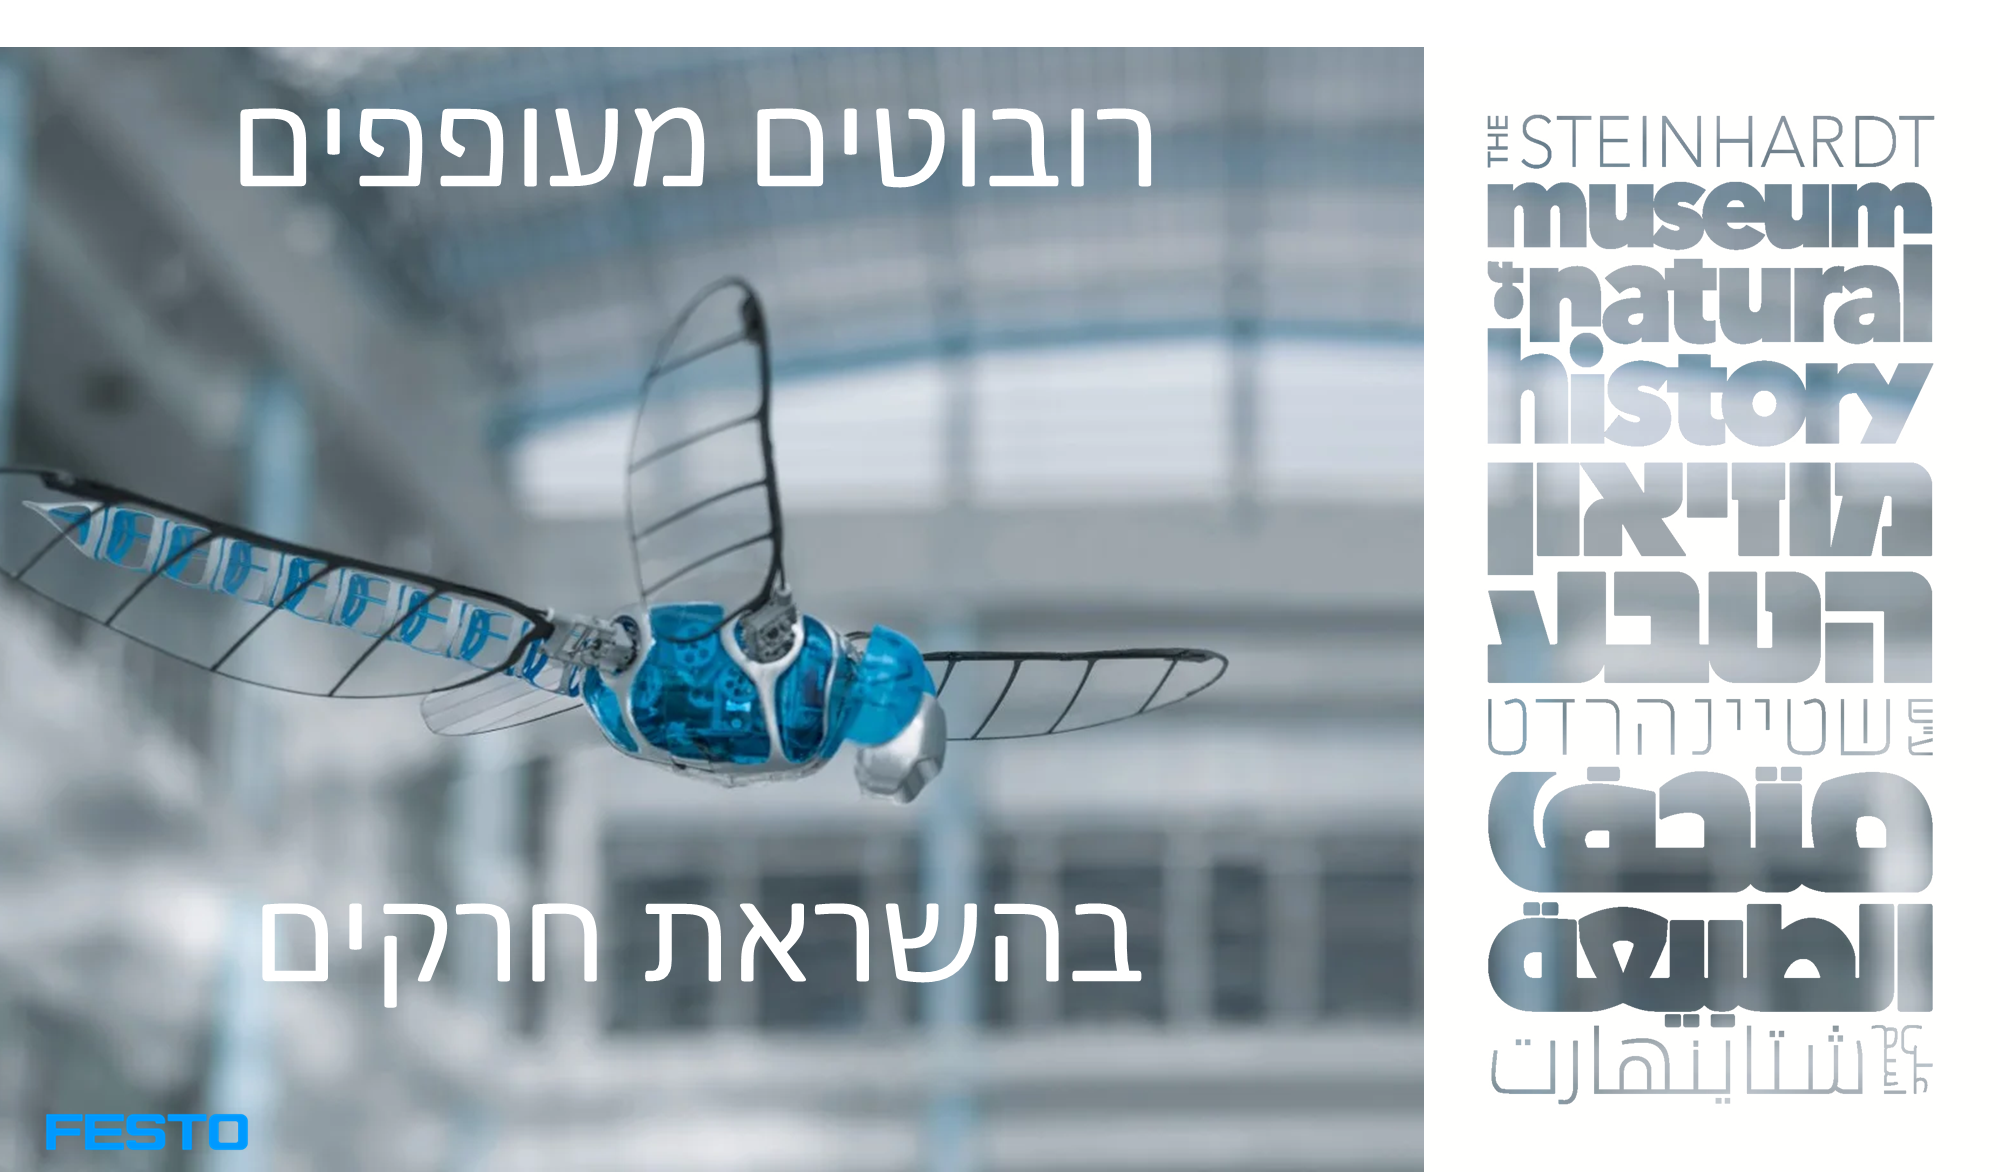 רובוטים מעופפים
בהשראת חרקים
FESTO
THE STEINHARDT
museum
of natural
history
מוזיאון
הטבע
ע״ש שטיינהרדט
متحف
الطبيعة
على اسم شتاينهارت